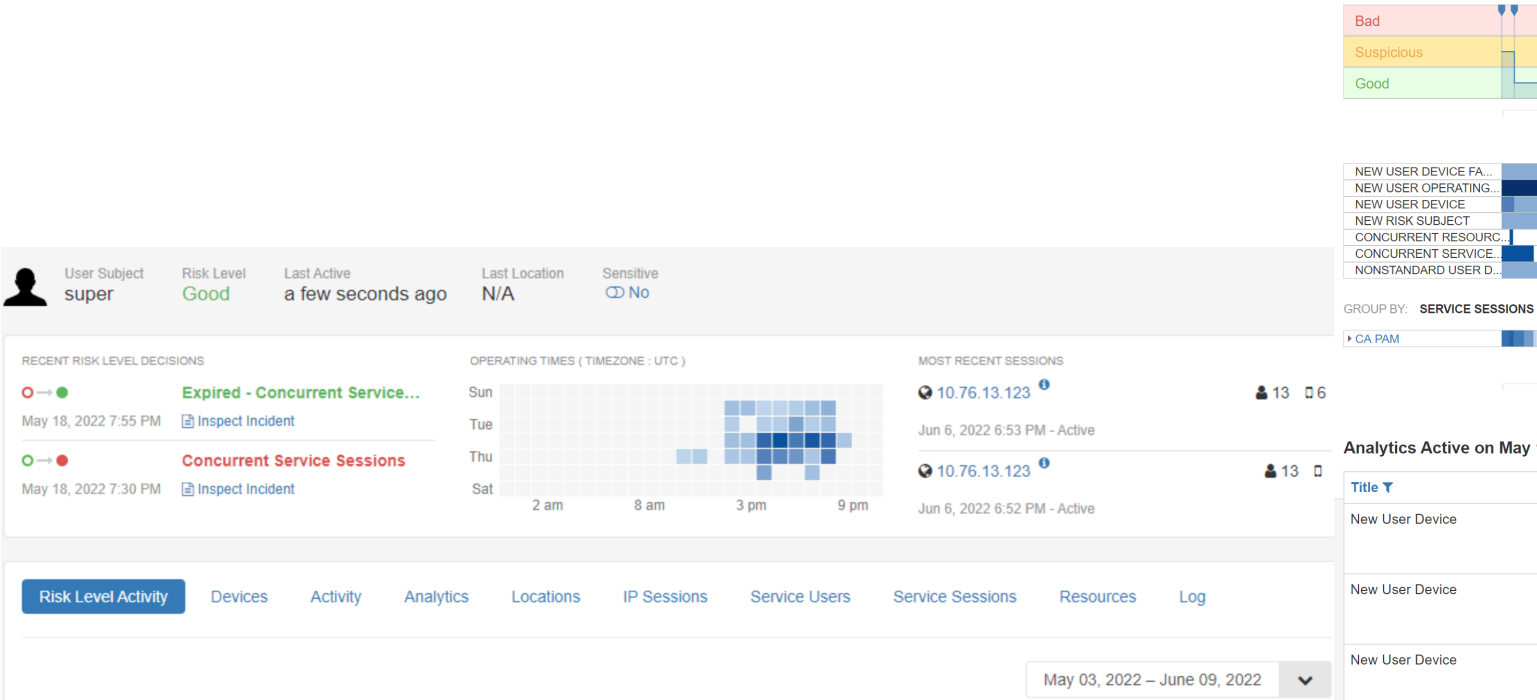 User Subject
super
Risk Level
Good
Last Active
a few seconds ago
Last Location
N/A
Sensitive
No
RECENT RISK LEVEL DECISIONS
Expired - Concurrent Service...
May 18, 2022 7:55 PM
Inspect Incident
Concurrent Service Sessions
May 18, 2022 7:30 PM
Inspect Incident
OPERATING TIMES ( TIMEZONE : UTC )
Sun
Tue
Thu
Sat
2 am 8 am 3 pm 9 pm
MOST RECENT SESSIONS
10.76.13.123 13 6
Jun 6, 2022 6:53 PM - Active
10.76.13.123 13
Jun 6, 2022 6:52 PM - Active
Risk Level Activity Devices Activity Analytics Locations IP Sessions Service Users Service Sessions Resources Log
May 03, 2022 – June 09, 2022
Bad
Suspicious
Good
NEW USER DEVICE FA...
NEW USER OPERATING...
NEW USER DEVICE
NEW RISK SUBJECT
CONCURRENT RESOURC...
CONCURRENT SERVICE...
NONSTANDARD USER D...
GROUP BY: SERVICE SESSIONS
CA PAM
Analytics Active on May
Title
New User Device
New User Device
New User Device